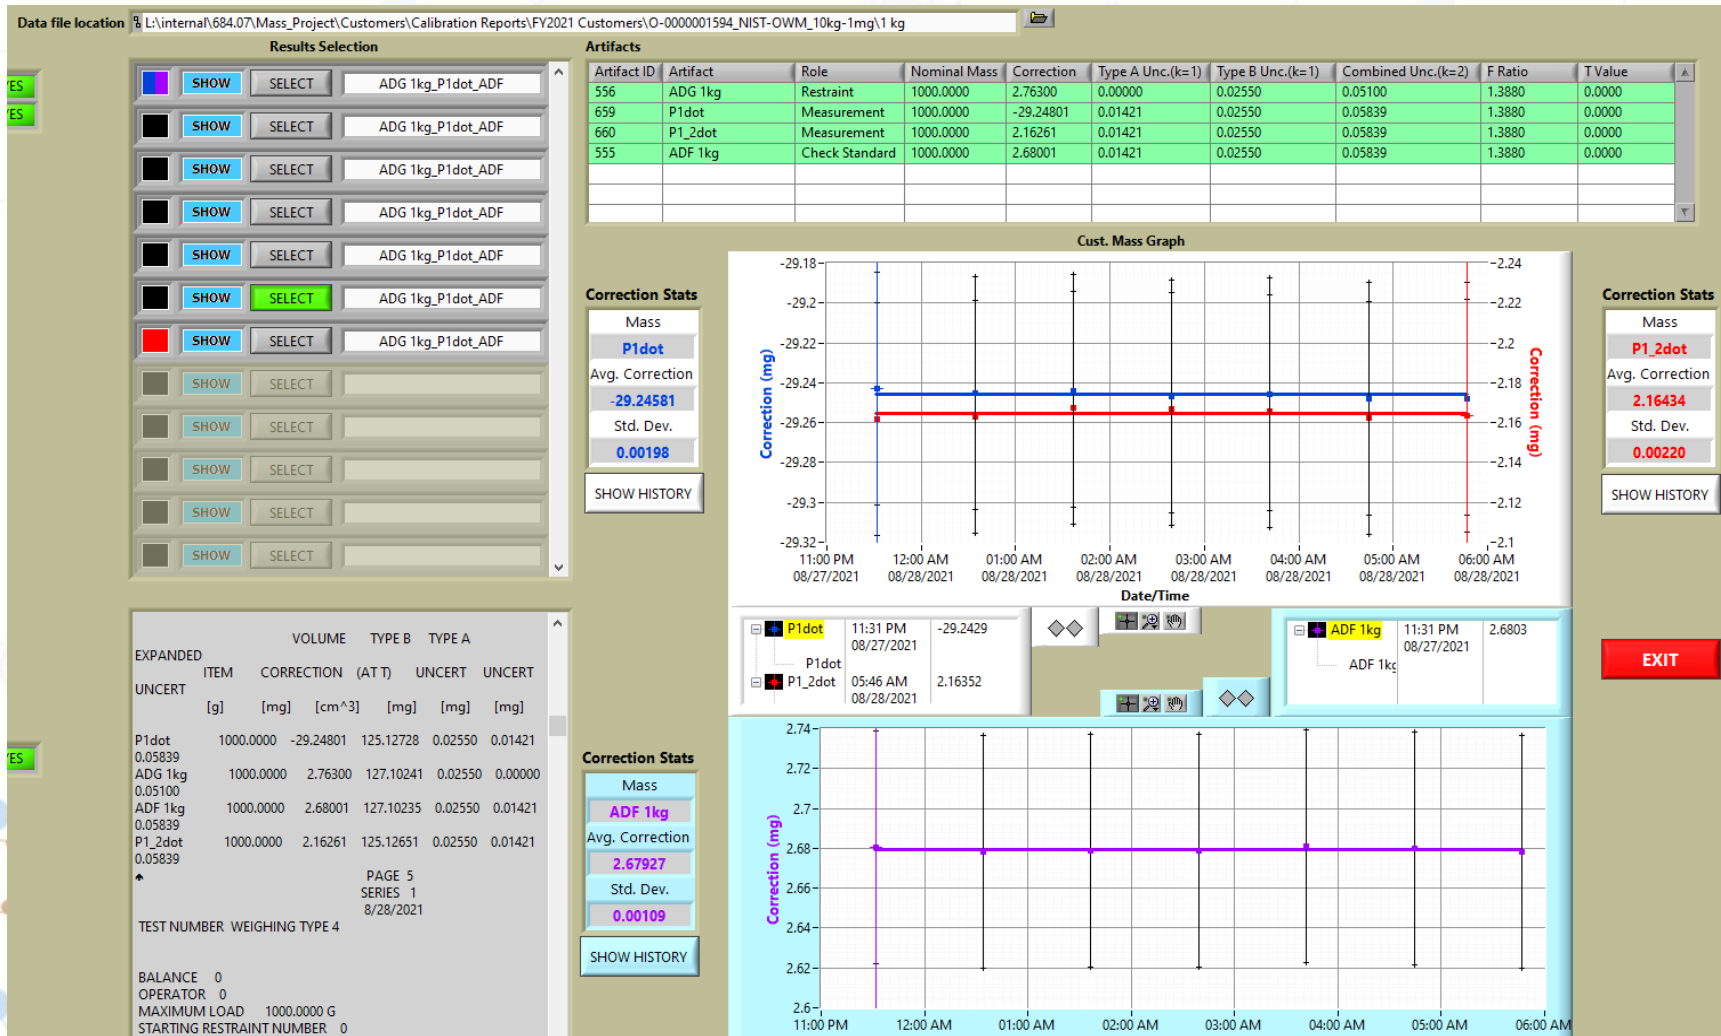 Data file location L:\internal\684.07\Mass_Project\Customers\Calibration Reports\FY2021 Customers\O-0000001594_NIST-OWM_10kg-1mg\1 kg
Results Selection
SHOW SELECT ADG 1kg_P1dot_ADF
SHOW SELECT ADG 1kg_P1dot_ADF
SHOW SELECT ADG 1kg_P1dot_ADF
SHOW SELECT ADG 1kg_P1dot_ADF
SHOW SELECT ADG 1kg_P1dot_ADF
SHOW SELECT ADG 1kg_P1dot_ADF
SHOW SELECT ADG 1kg_P1dot_ADF
SHOW SELECT
SHOW SELECT
SHOW SELECT
SHOW SELECT
SHOW SELECT
Artifacts
Artifact ID Artifact Role Nominal Mass Correction Type A Unc.(k=1) Type B Unc.(k=1) Combined Unc.(k=2) F Ratio T Value
556 ADG 1kg Restraint 1000.0000 2.76300 0.00000 0.02550 0.05100 1.3880 0.0000
659 P1dot Measurement 1000.0000 -29.24801 0.01421 0.02550 0.05839 1.3880 0.0000
660 P1_2dot Measurement 1000.0000 2.16261 0.01421 0.02550 0.05839 1.3880 0.0000
555 ADF 1kg Check Standard 1000.0000 2.68001 0.01421 0.02550 0.05839 1.3880 0.0000
Correction Stats
Mass
P1dot
Avg. Correction
-29.24581
Std. Dev.
0.00198
SHOW HISTORY
Cust. Mass Graph
Correction (mg)
-29.18
-29.2
-29.22
-29.24
-29.26
-29.28
-29.3
-29.32
-2.24
-2.22
-2.2
-2.18
-2.16
-2.14
-2.12
-2.1
Correction (mg)
11:00 PM 12:00 AM 01:00 AM 02:00 AM 03:00 AM 04:00 AM 05:00 AM 06:00 AM
08/27/2021 08/28/2021 08/28/2021 08/28/2021 08/28/2021 08/28/2021 08/28/2021 08/28/2021
Date/Time
Correction Stats
Mass
P1_2dot
Avg. Correction
2.16434
Std. Dev.
0.00220
SHOW HISTORY
P1dot 11:31 PM -29.2429
08/27/2021
P1dot
P1_2dot 05:46 AM 2.16352
08/28/2021
ADF 1kg 11:31 PM 2.6803
08/27/2021
ADF 1kg
EXIT
VOLUME TYPE B TYPE A
EXPANDED
ITEM CORRECTION (AT T) UNCERT UNCERT
UNCERT
[g] [mg] [cm^3] [mg] [mg] [mg]
P1dot 1000.0000 -29.24801 125.12728 0.02550 0.01421
0.05839
ADG 1kg 1000.0000 2.76300 127.10241 0.02550 0.00000
0.05100
ADF 1kg 1000.0000 2.68001 127.10235 0.02550 0.01421
0.05839
P1_2dot 1000.0000 2.16261 125.12651 0.02550 0.01421
0.05839
PAGE 5
SERIES 1
8/28/2021
TEST NUMBER WEIGHING TYPE 4
BALANCE 0
OPERATOR 0
MAXIMUM LOAD 1000.0000 G
STARTING RESTRAINT NUMBER 0
Correction Stats
Mass
ADF 1kg
Avg. Correction
2.67927
Std. Dev.
0.00109
SHOW HISTORY
Correction (mg)
2.74
2.72
2.7
2.68
2.66
2.64
2.62
2.6
11:00 PM 12:00 AM 01:00 AM 02:00 AM 03:00 AM 04:00 AM 05:00 AM 06:00 AM